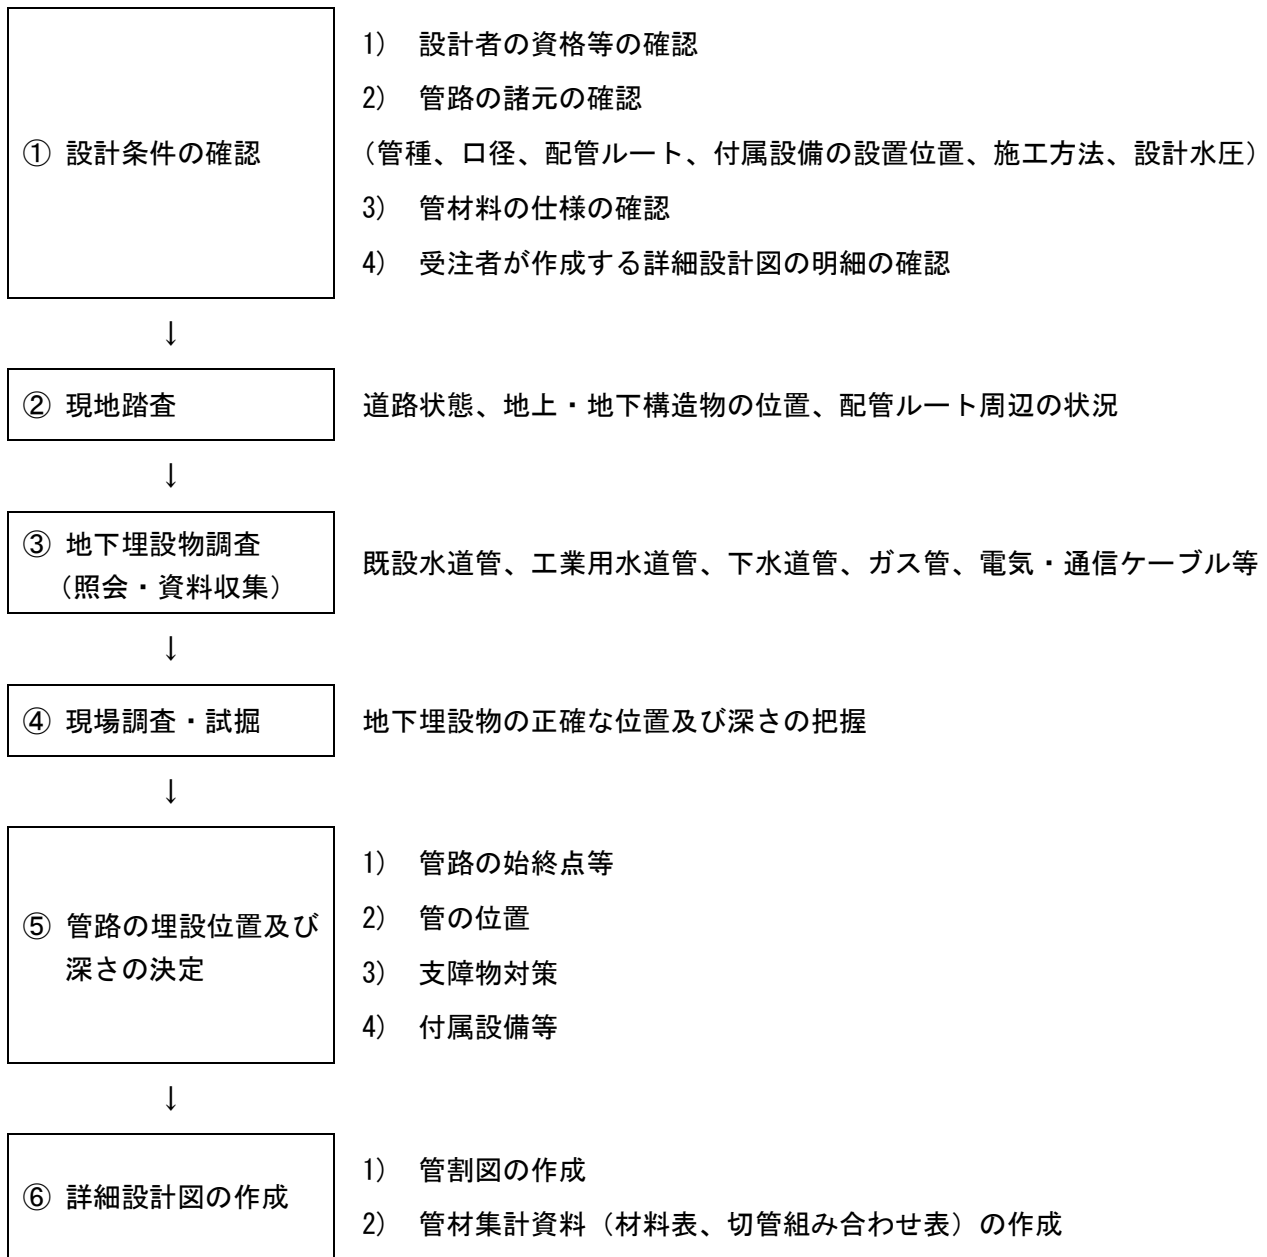 ① 設計条件の確認
1) 設計者の資格等の確認
2) 管路の諸元の確認
（管種、口径、配管ルート、付属設備の設置位置、施工方法、設計水圧）
3) 管材料の仕様の確認
4) 受注者が作成する詳細設計図の明細の確認
↓
② 現地踏査
道路状態、地上・地下構造物の位置、配管ルート周辺の状況
↓
③ 地下埋設物調査
（照会・資料収集）
既設水道管、工業用水道管、下水道管、ガス管、電気・通信ケーブル等
↓
④ 現場調査・試掘
地下埋設物の正確な位置及び深さの把握
↓
⑤ 管路の埋設位置及び
深さの決定
1) 管路の始終点等
2) 管の位置
3) 支障物対策
4) 付属設備等
↓
⑥ 詳細設計図の作成
1) 管割図の作成
2) 管材集計資料（材料表、切管組み合わせ表）の作成